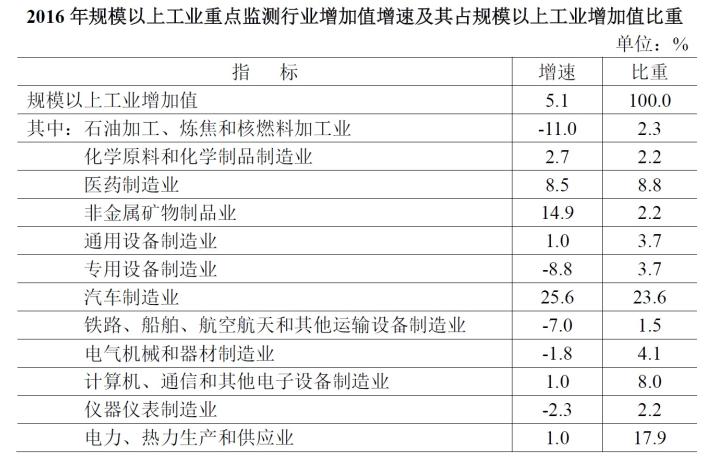 2016 年规模以上工业重点监测行业增加值增速及其占规模以上工业增加值比重
单位：%
指 标 增速 比重
规模以上工业增加值 5.1 100.0
其中：石油加工、炼焦和核燃料加工业 -11.0 2.3
化学原料和化学制品制造业 2.7 2.2
医药制造业 8.5 8.8
非金属矿物制品业 14.9 2.2
通用设备制造业 1.0 3.7
专用设备制造业 -8.8 3.7
汽车制造业 25.6 23.6
铁路、船舶、航空航天和其他运输设备制造业 -7.0 1.5
电气机械和器材制造业 -1.8 4.1
计算机、通信和其他电子设备制造业 1.0 8.0
仪器仪表制造业 -2.3 2.2
电力、热力生产和供应业 1.0 17.9